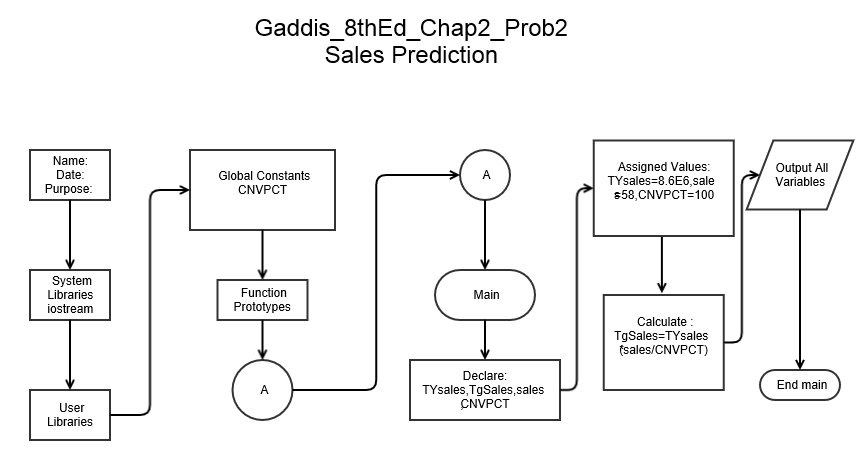 Gaddis_8thEd_Chap2_Prob2
Sales Prediction
Name:
Date:
Purpose:
System
Libraries
iostream
User
Libraries
Global Constants
CNVPCT
Function
Prototypes
A
A
Main
Declare:
TYsales,TgSales,sales
,CNVPCT
Assigned Values:
TYsales=8.6E6,sale
s=58,CNVPCT=100
Calculate :
TgSales=TYsales
*(sales/CNVPCT)
Output All
Variables
End main